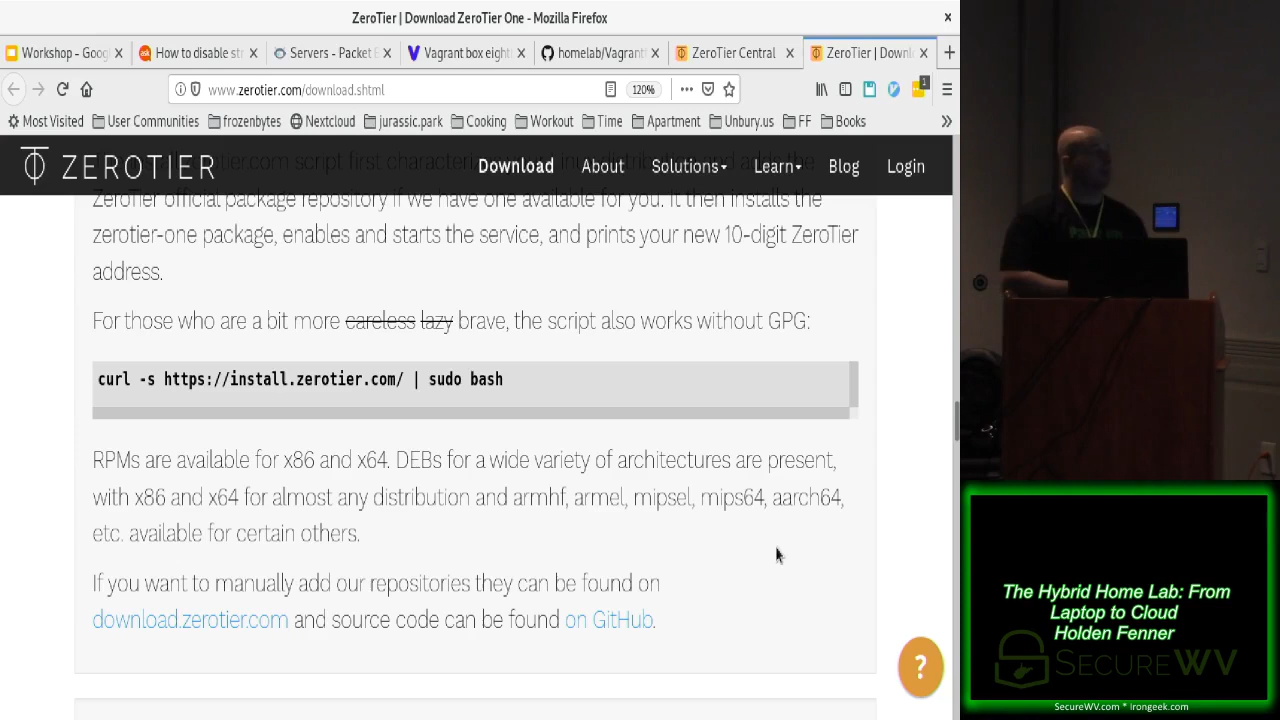 ZeroTier | Download ZeroTier One - Mozilla Firefox
Workshop - Goog
How to disable str
Servers - Packet B
Vagrant box eight
homelab/Vagrant
ZeroTier Central
ZeroTier | Downl
www.zerotier.com/download.shtml
120%
1
Most Visited
User Communities
frozenbytes
Nextcloud
jurassic.park
Cooking
Workout
Time
Apartment
Unbury.us
FF
Books
ZEROTIER
Download
About
Solutions
Learn
Blog
Login
script first
and adds the
ZeroTier official package repository if we have one available for you. It then installs the
zerotier-one package, enables and starts the service, and prints your new 10-digit ZeroTier
address.
For those who are a bit more careless lazy brave, the script also works without GPG:
curl -s https://install.zerotier.com/ | sudo bash
RPMs are available for x86 and x64. DEBs for a wide variety of architectures are present,
with x86 and x64 for almost any distribution and armhf, armel, mipsel, mips64, aarch64,
etc. available for certain others.
If you want to manually add our repositories they can be found on
download.zerotier.com and source code can be found on GitHub.
?
The Hybrid Home Lab: From
Laptop to Cloud
Holden Fenner
SECUREWV
SecureWV.com * irongeek.com